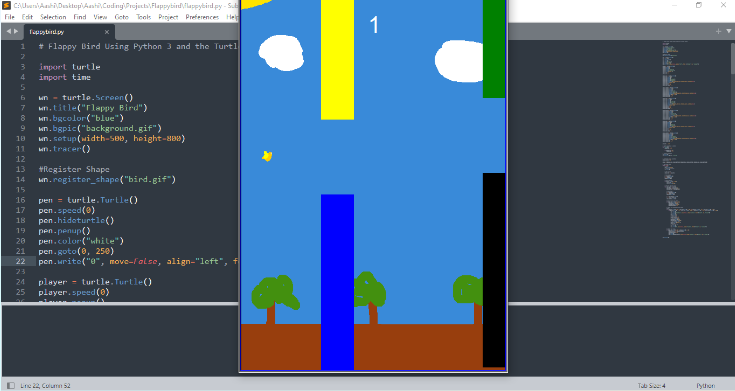 C:\Users\Aashi\Desktop\Aashi\Coding\Projects\Flappybird\flappybird.py - Sub
File Edit Selection Find View Goto Tools Project Preferences Help
flappybird.py
1 # Flappy Bird Using Python 3 and the Turtl
2
3 import turtle
4 import time
5
6 wn = turtle.Screen()
7 wn.title("Flappy Bird")
8 wn.bgcolor("blue")
9 wn.bgpic("background.gif")
10 wn.setup(width=500, height=800)
11 wn.tracer()
12
13 #Register Shape
14 wn.register_shape("bird.gif")
15
16 pen = turtle.Turtle()
17 pen.speed(0)
18 pen.hideturtle()
19 pen.penup()
20 pen.color("white")
21 pen.goto(0, 250)
22 pen.write("0", move=False, align="left", f
23
24 player = turtle.Turtle()
25 player.speed(0)
1
Line 22, Column 52
Tab Size: 4
Python